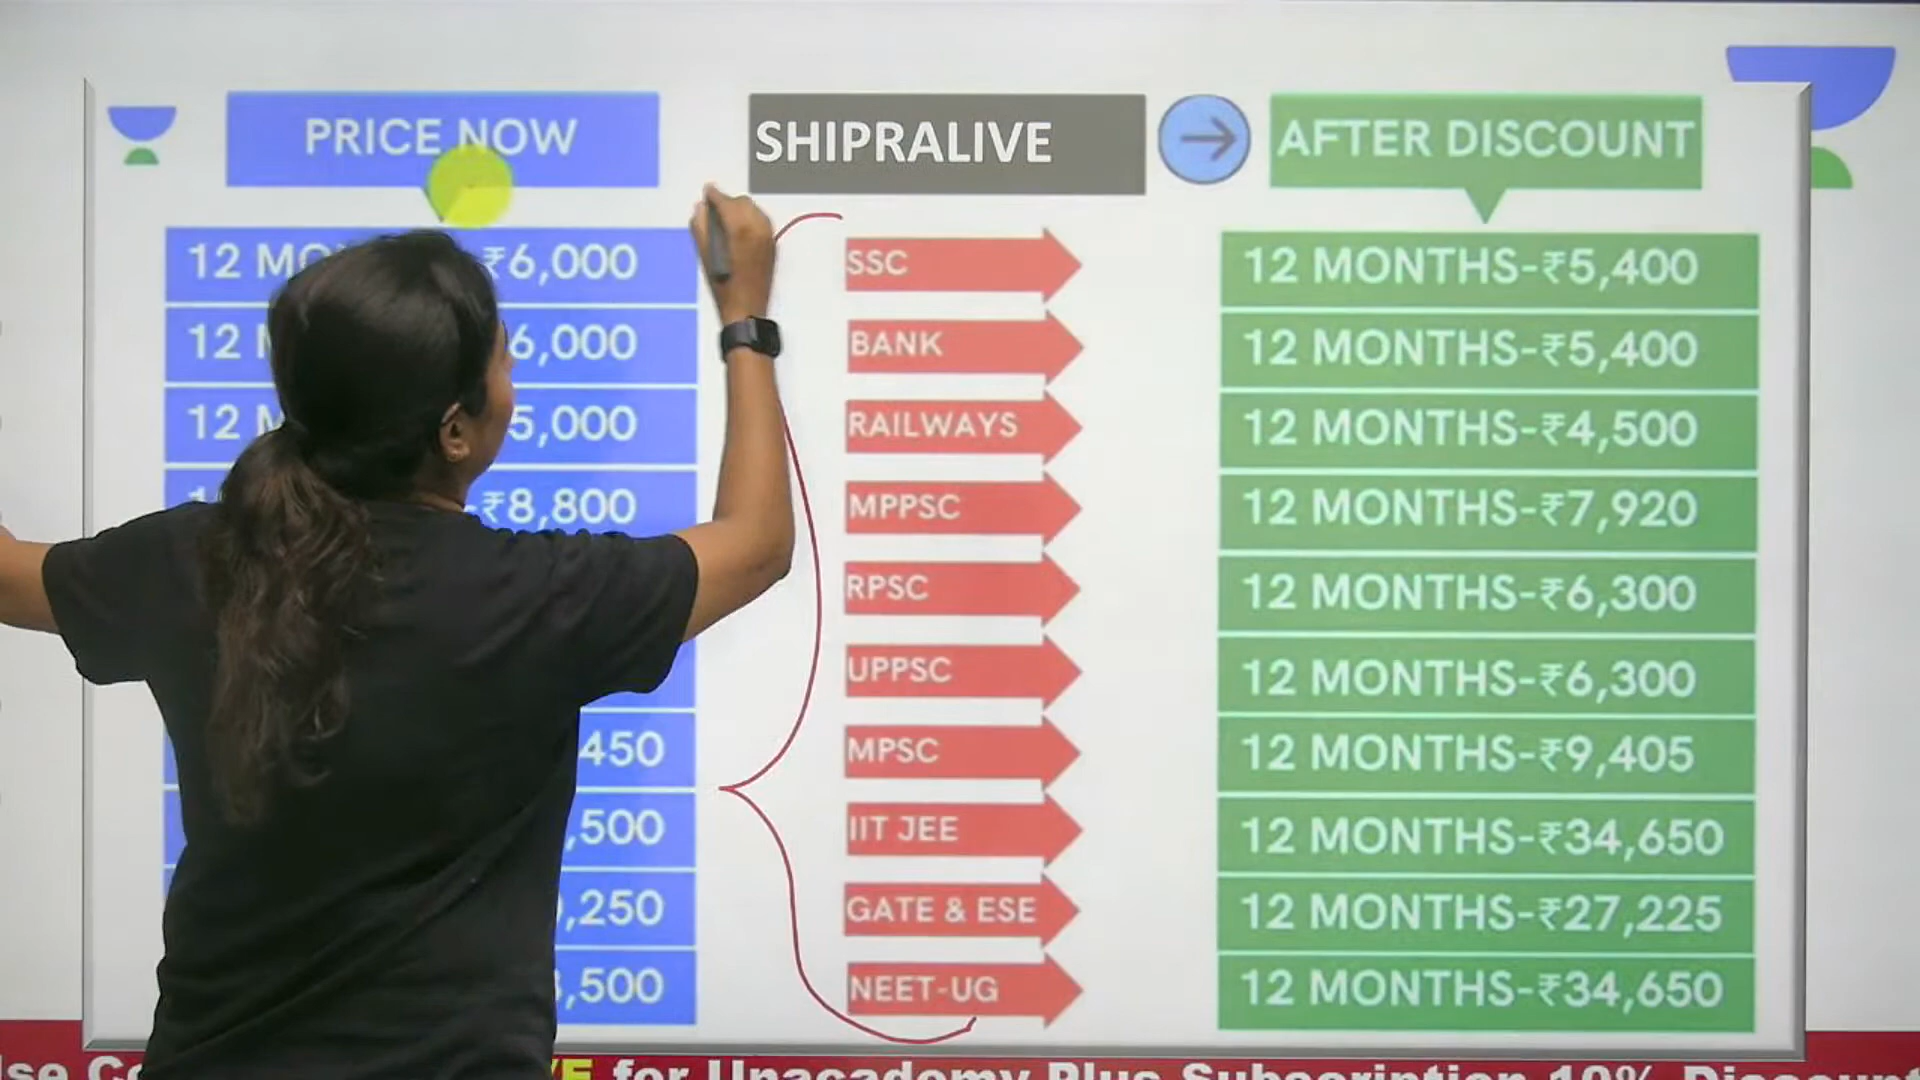 PRICE NOW SHIPRALIVE AFTER DISCOUNT
12 ₹6,000 SSC 12 MONTHS-₹5,400
12 6,000 BANK 12 MONTHS-₹5,400
12 5,000 RAILWAYS 12 MONTHS-₹4,500
-₹8,800 MPPSC 12 MONTHS-₹7,920
RPSC 12 MONTHS-₹6,300
UPPSC 12 MONTHS-₹6,300
450 MPSC 12 MONTHS-₹9,405
,500 IIT JEE 12 MONTHS-₹34,650
,250 GATE & ESE 12 MONTHS-₹27,225
,500 NEET-UG 12 MONTHS-₹34,650
for Unacademy Plus Subscription 10% Discount